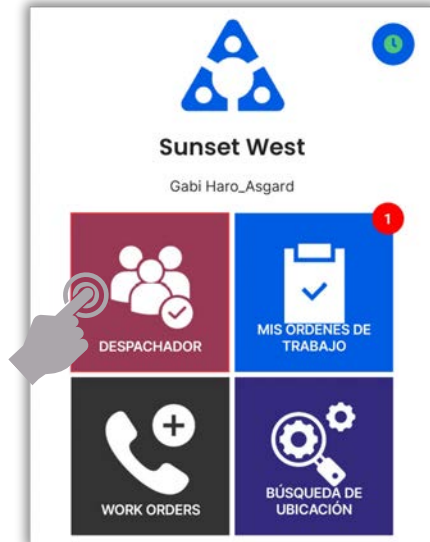 Sunset West
Gabi Haro_Asgard
1
DESPACHADOR
MIS ORDENES DE
TRABAJO
WORK ORDERS
BÚSQUEDA DE
UBICACIÓN